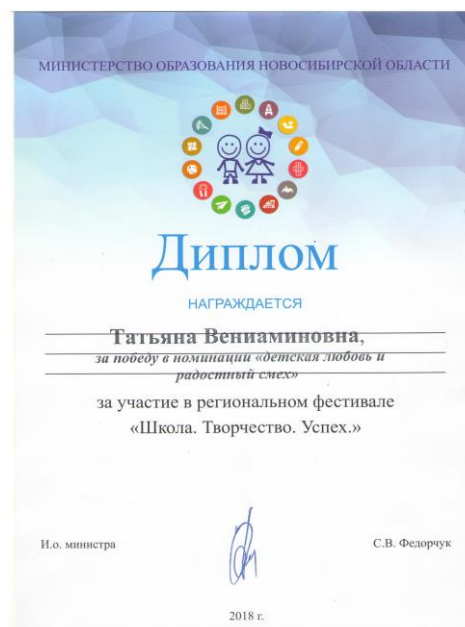 МИНИСТЕРСТВО ОБРАЗОВАНИЯ НОВОСИБИРСКОЙ ОБЛАСТИ
Диплом
НАГРАЖДАЕТСЯ
Татьяна Вениаминовна,
за победу в номинации «детская любовь и
радостный смех»
за участие в региональном фестивале
«Школа. Творчество. Успех.»
И.о. министра
С.В. Федорчук
2018 г.